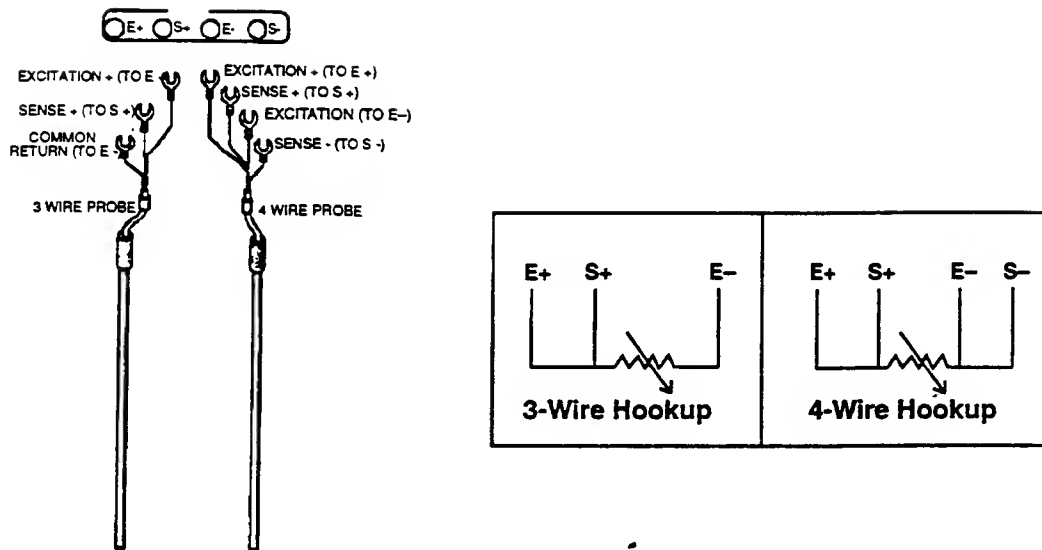 E+ S+ E- S-
EXCITATION + (TO E
SENSE + (TO S +)
COMMON
RETURN (TO E -
3 WIRE PROBE
EXCITATION + (TO E +)
SENSE + (TO S +)
EXCITATION (TO E–)
SENSE - (TO S -)
4 WIRE PROBE
E+ S+ E–
3-Wire Hookup
E+ S+ E– S–
4-Wire Hookup